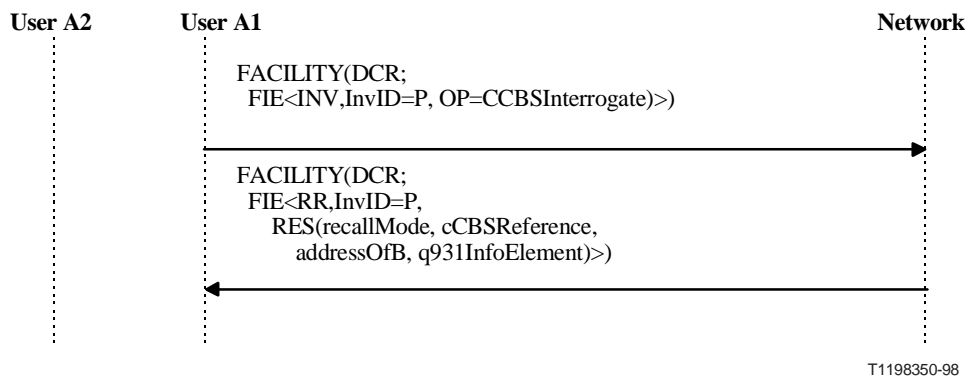 User A2 User A1 Network
FACILITY(DCR;
FIE<INV,InvID=P, OP=CCBSInterrogate)>)
FACILITY(DCR;
FIE<RR,InvID=P,
RES(recallMode, cCBSReference,
addressOfB, q931InfoElement)>)
T1198350-98